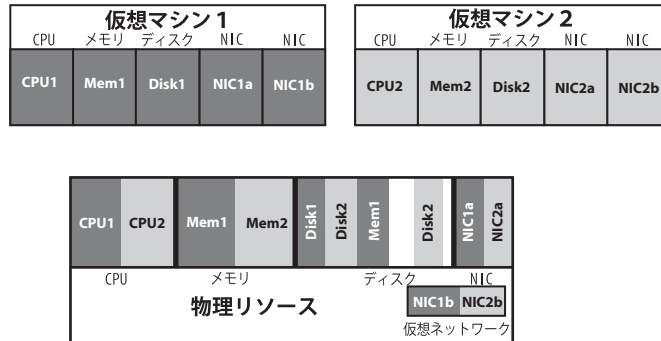 仮想マシン1
CPU メモリ ディスク NIC NIC
CPU1 Mem1 Disk1 NIC1a NIC1b
仮想マシン2
CPU メモリ ディスク NIC NIC
CPU2 Mem2 Disk2 NIC2a NIC2b
CPU1 CPU2 Mem1 Mem2 Disk1 Disk2 Mem1 Disk2 NIC1a NIC2a
CPU メモリ ディスク NIC
物理リソース
NIC1b NIC2b
仮想ネットワーク